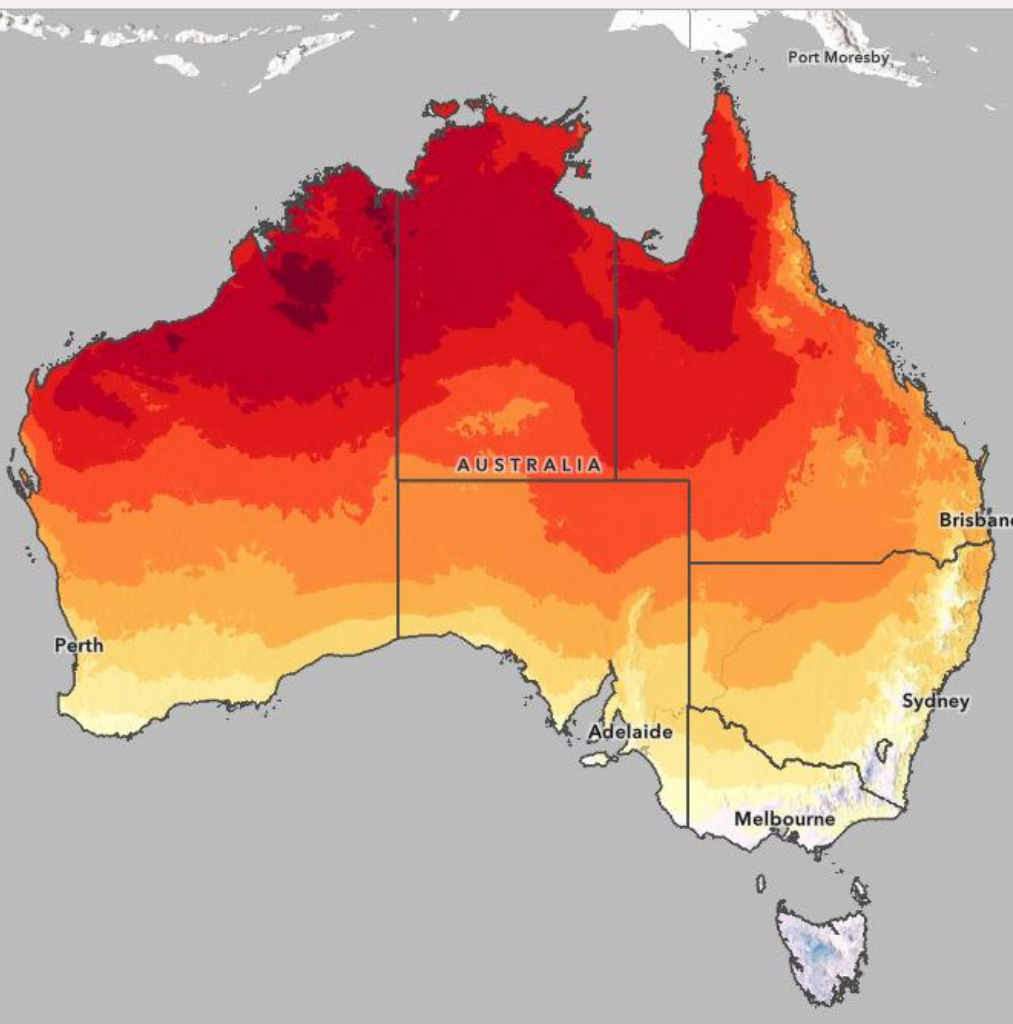 Port Moresby
AUSTRALIA
Brisban
Perth
Sydney
Adelaide
Melbourne